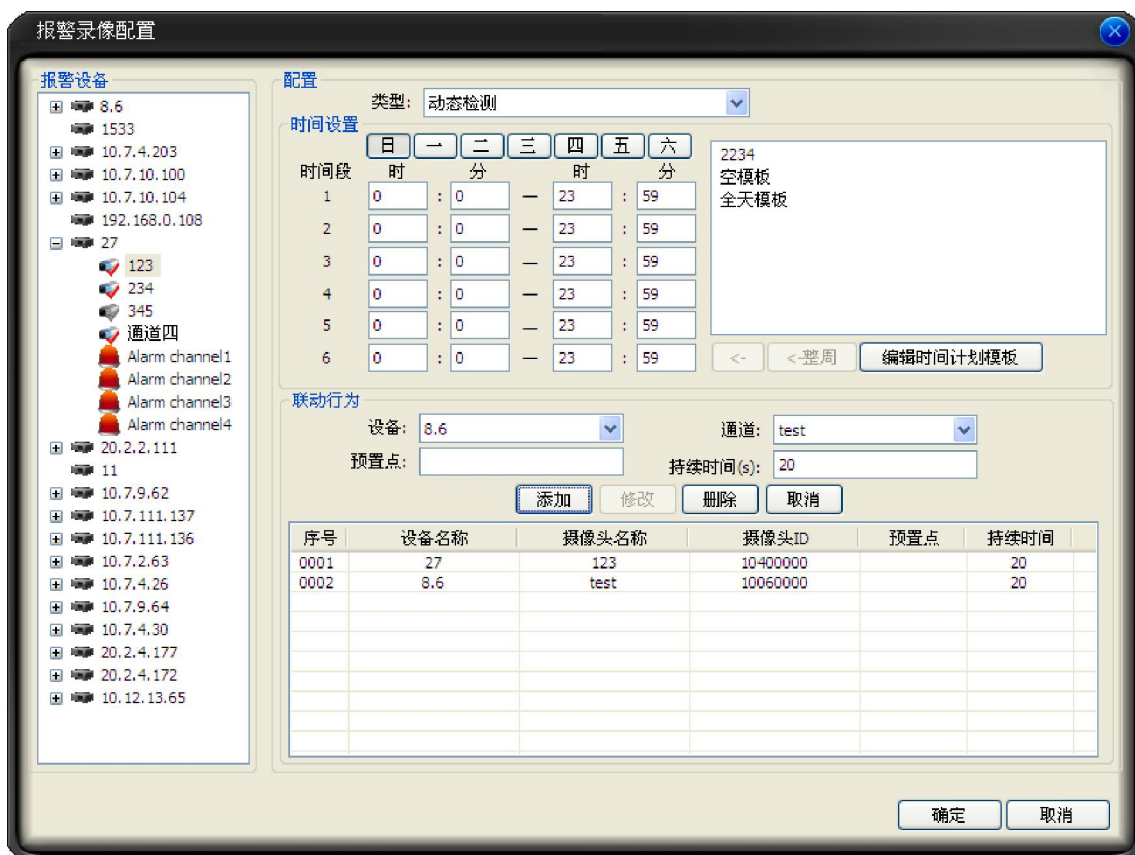 报警录像配置
报警设备
8.6
1533
10.7.4.203
10.7.10.100
10.7.10.104
192.168.0.108
27
123
234
345
通道四
Alarm channel1
Alarm channel2
Alarm channel3
Alarm channel4
20.2.2.111
11
10.7.9.62
10.7.111.137
10.7.111.136
10.7.2.63
10.7.4.26
10.7.9.64
10.7.4.30
20.2.4.177
20.2.4.172
10.12.13.65
配置
类型: 动态检测
时间设置
日 一 二 三 四 五 六
时间段 时 分 时 分
1 0 : 0 — 23 : 59
2 0 : 0 — 23 : 59
3 0 : 0 — 23 : 59
4 0 : 0 — 23 : 59
5 0 : 0 — 23 : 59
6 0 : 0 — 23 : 59
2234
空模板
全天模板
<- <-整周 编辑时间计划模板
联动行为
设备: 8.6 通道: test
预置点: 持续时间(s): 20
添加 修改 删除 取消
序号 设备名称 摄像头名称 摄像头ID 预置点 持续时间
0001 27 123 10400000 20
0002 8.6 test 10060000 20
确定 取消